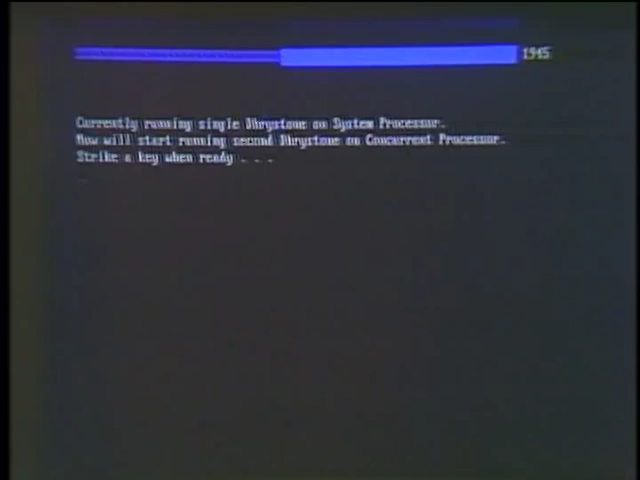 1945
Currently running single Dhrystone on System Processor.
Now will start running second Dhrystone on Concurrent Processor.
Strike a key when ready . . .